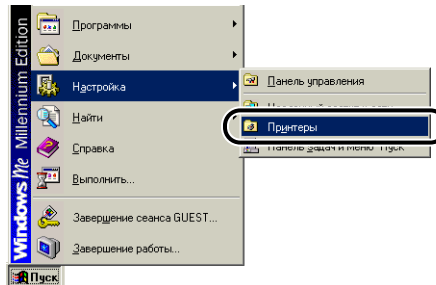 Windows Me Millennium Edition
Программы
Документы
Настройка
Найти
Справка
Выполнить...
Завершение сеанса GUEST...
Завершение работы...
Пуск
Панель управления
Принтеры
Панель задач и меню "Пуск"